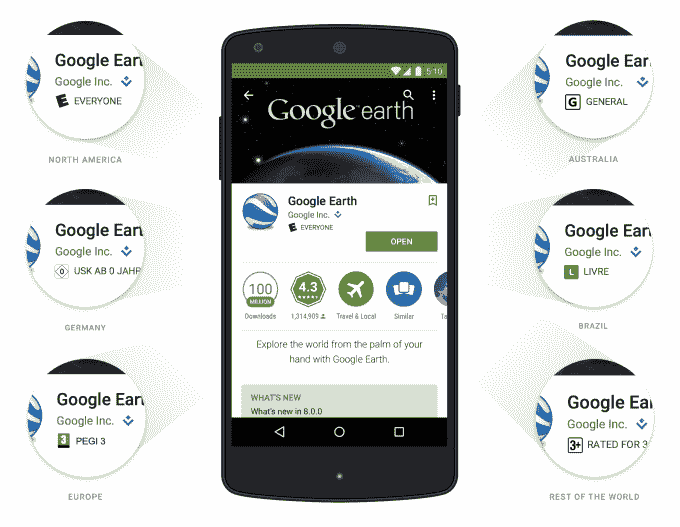 Google Ear
Google Inc.
E EVERYONE
NORTH AMERICA
Google Ear
Google Inc.
0 USK AB 0 JAHR
GERMANY
Google Ear
Google Inc.
3 PEGI 3
EUROPE
5:10
Google earth
Google Earth
Google Inc.
E EVERYONE
OPEN
100
MILLION
4.3
Downloads
1,314,909
Travel & Local
Similar
Ta
Explore the world from the palm of your
hand with Google Earth.
WHAT'S NEW
What's new in 8.0.0
Google Ear
Google Inc.
G GENERAL
AUSTRALIA
Google Ear
Google Inc.
L LIVRE
BRAZIL
Google Ear
Google Inc.
3+ RATED FOR 3
REST OF THE WORLD